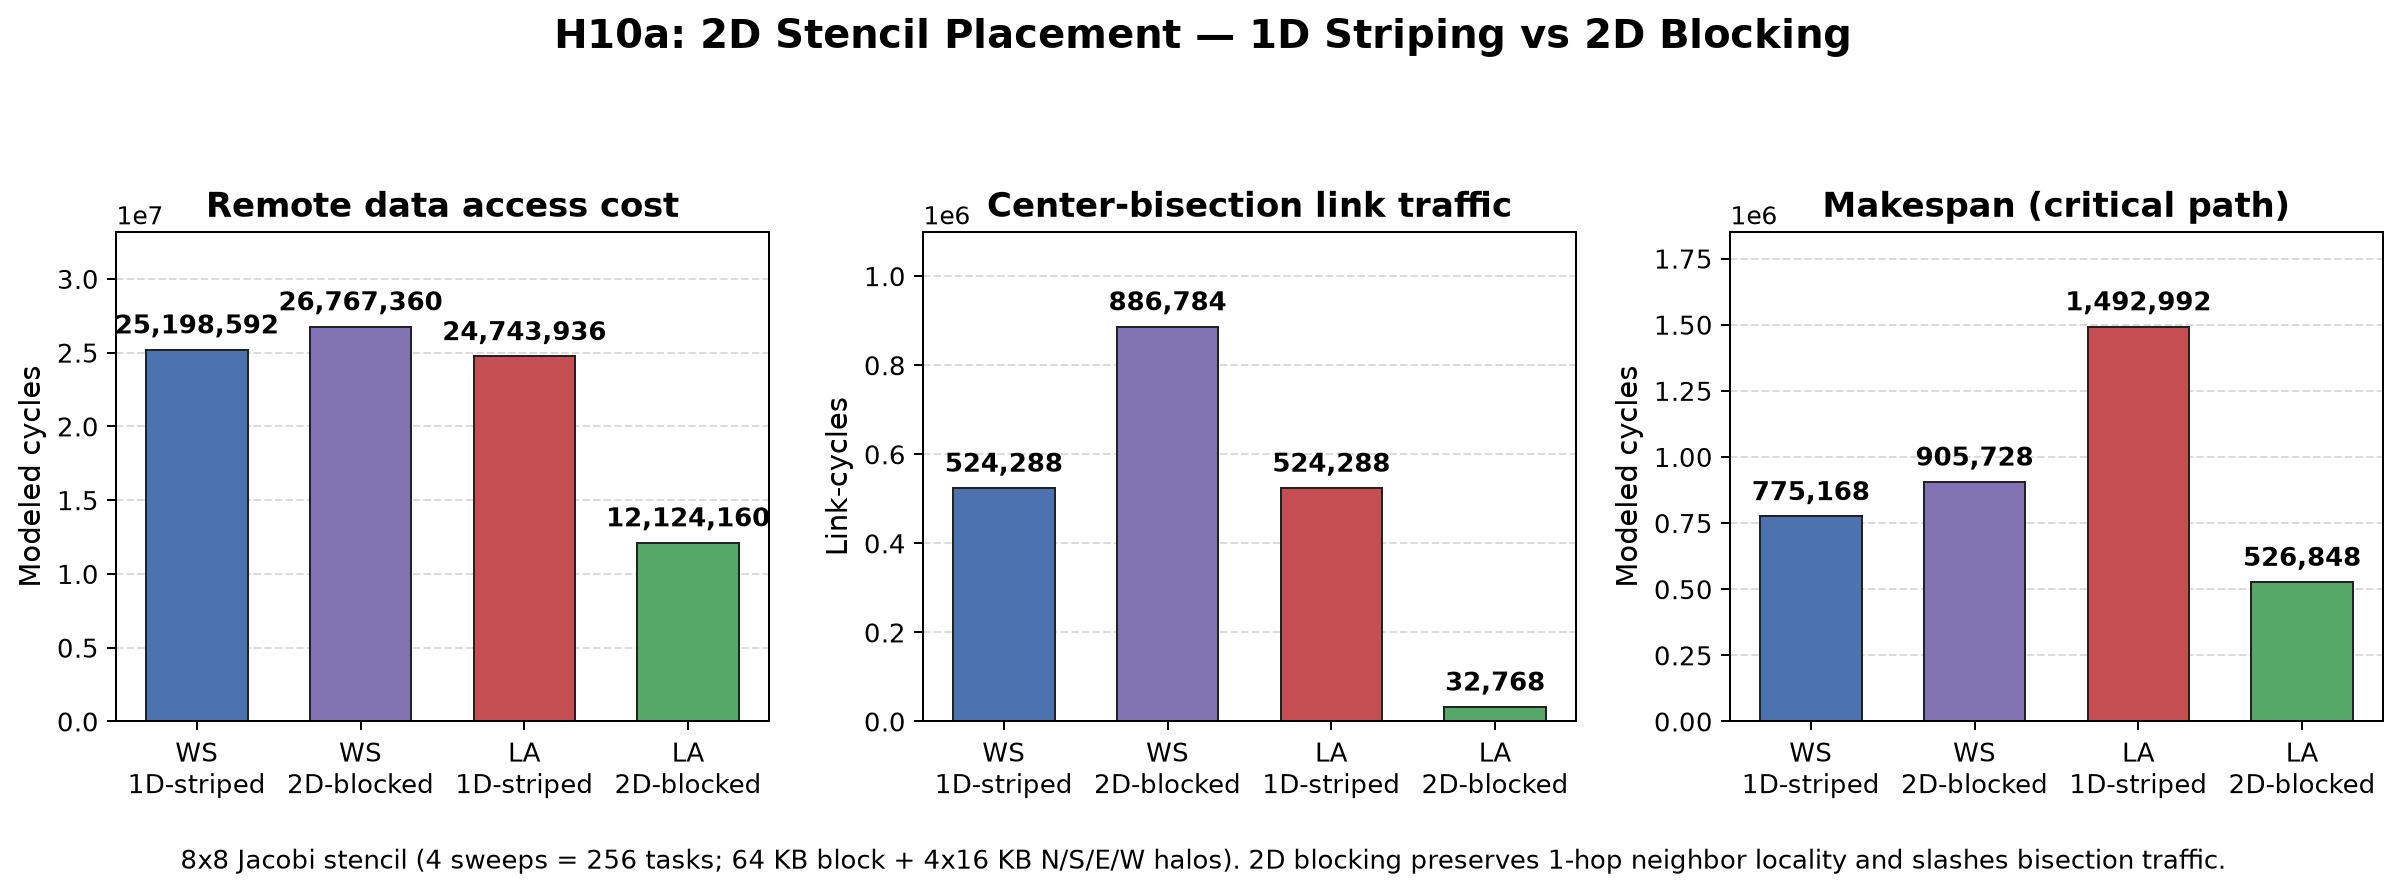 H10a: 2D Stencil Placement — 1D Striping vs 2D Blocking
Remote data access cost
1e7
Modeled cycles
3.0
2.5
2.0
1.5
1.0
0.5
0.0
25,198,592
26,767,360
24,743,936
12,124,160
WS
1D-striped
WS
2D-blocked
LA
1D-striped
LA
2D-blocked
Center-bisection link traffic
1e6
Link-cycles
1.0
0.8
0.6
0.4
0.2
0.0
524,288
886,784
524,288
32,768
WS
1D-striped
WS
2D-blocked
LA
1D-striped
LA
2D-blocked
Makespan (critical path)
1e6
Modeled cycles
1.75
1.50
1.25
1.00
0.75
0.50
0.25
0.00
775,168
905,728
1,492,992
526,848
WS
1D-striped
WS
2D-blocked
LA
1D-striped
LA
2D-blocked
8x8 Jacobi stencil (4 sweeps = 256 tasks; 64 KB block + 4x16 KB N/S/E/W halos). 2D blocking preserves 1-hop neighbor locality and slashes bisection traffic.